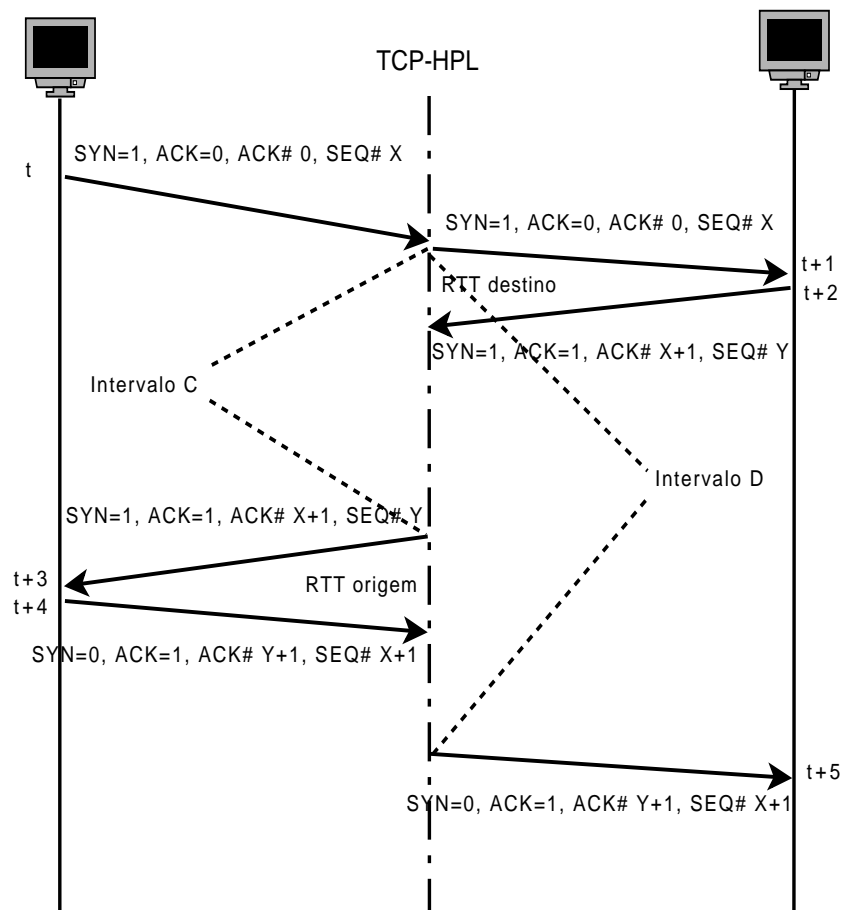 TCP-HPL
SYN=1, ACK=0, ACK# 0, SEQ# X
t
SYN=1, ACK=0, ACK# 0, SEQ# X
t+1
RTT destino
t+2
SYN=1, ACK=1, ACK# X+1, SEQ# Y
Intervalo C
Intervalo D
SYN=1, ACK=1, ACK# X+1, SEQ# Y
t+3
RTT origem
t+4
SYN=0, ACK=1, ACK# Y+1, SEQ# X+1
t+5
SYN=0, ACK=1, ACK# Y+1, SEQ# X+1